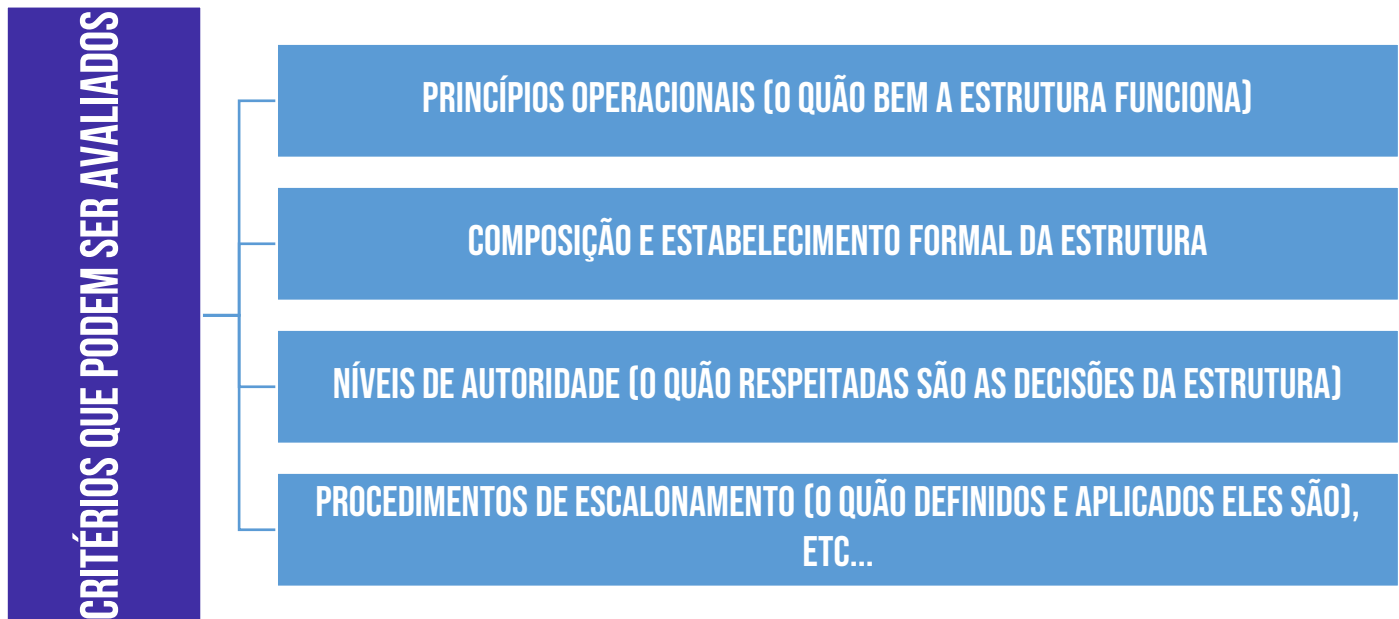 CRITÉRIOS QUE PODEM SER AVALIADOS
PRINCÍPIOS OPERACIONAIS (O QUÃO BEM A ESTRUTURA FUNCIONA)
COMPOSIÇÃO E ESTABELECIMENTO FORMAL DA ESTRUTURA
NÍVEIS DE AUTORIDADE (O QUÃO RESPEITADAS SÃO AS DECISÕES DA ESTRUTURA)
PROCEDIMENTOS DE ESCALONAMENTO (O QUÃO DEFINIDOS E APLICADOS ELES SÃO),
ETC...